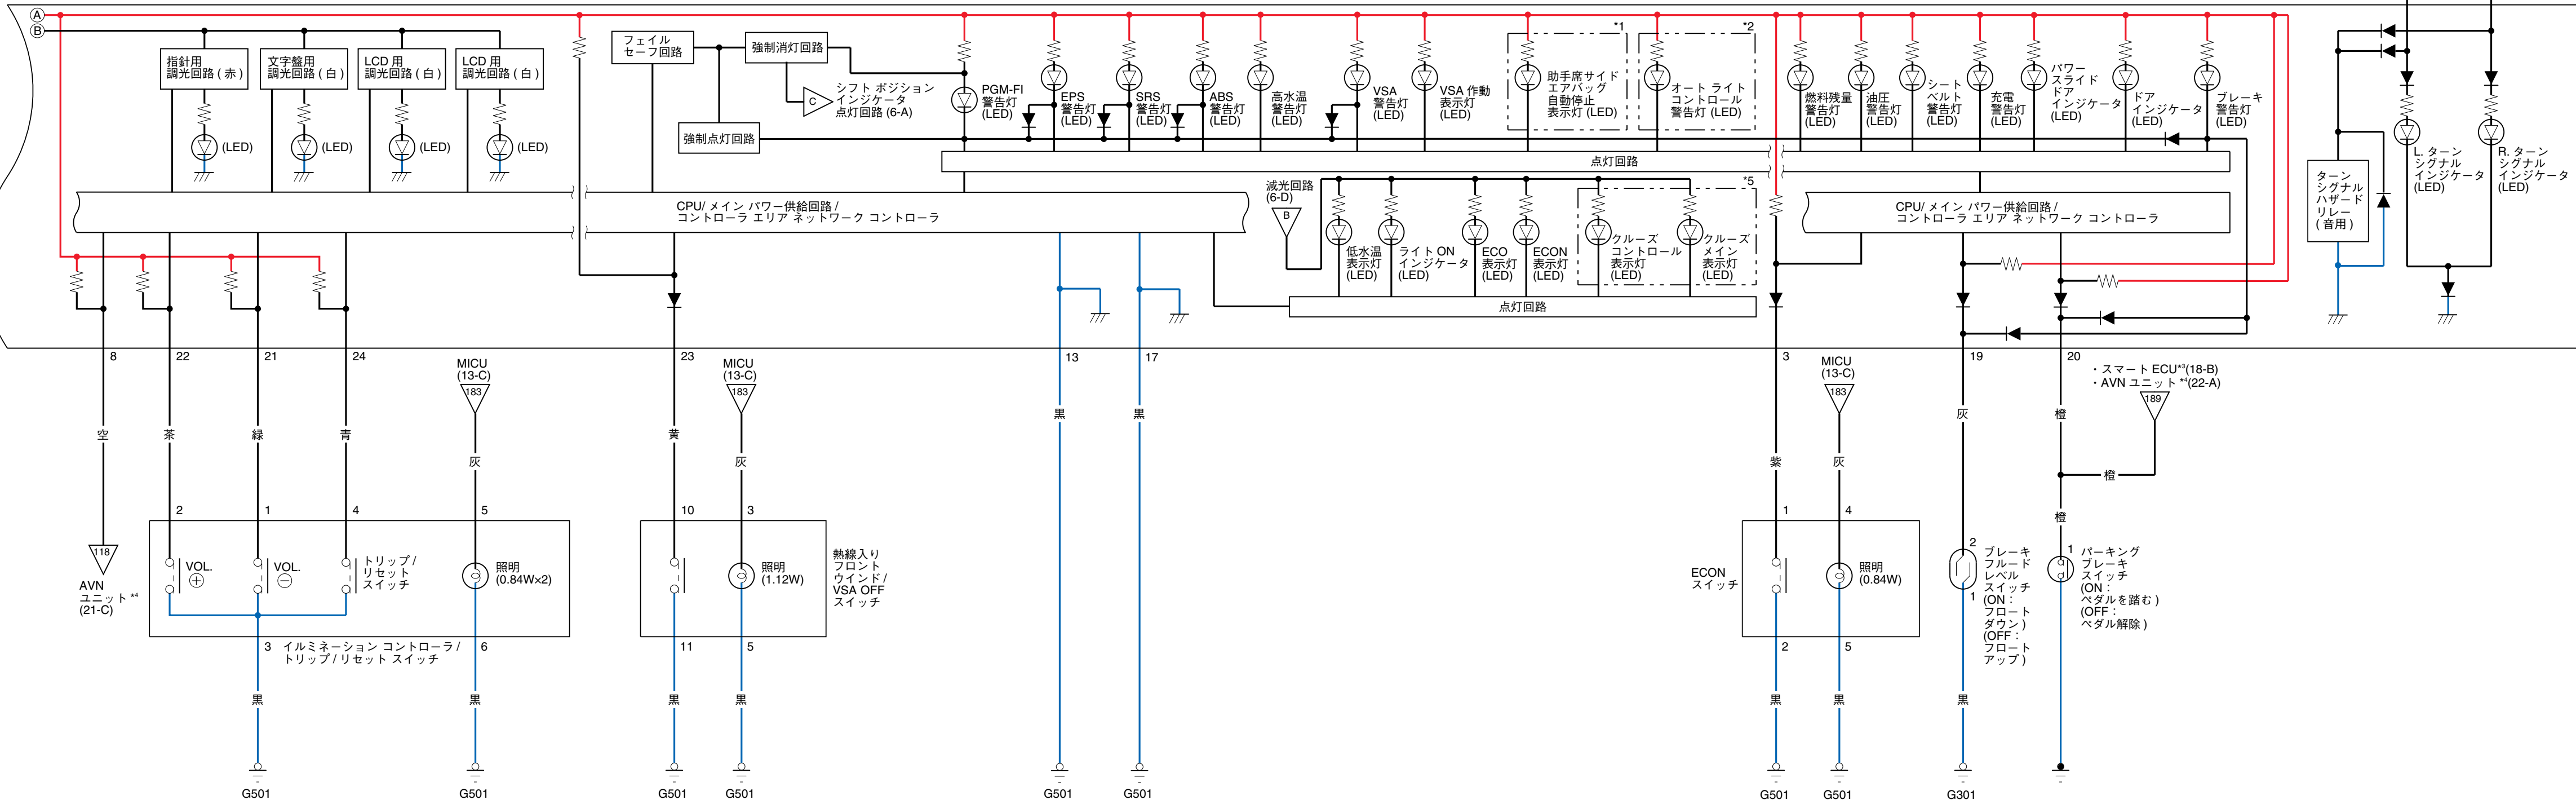 A
B
指針用
調光回路 ( 赤 )
文字盤用
調光回路 ( 白 )
LCD 用
調光回路 ( 白 )
LCD 用
調光回路 ( 白 )
(LED)
(LED)
(LED)
(LED)
フェイル
セーフ回路
強制消灯回路
C
シフト ポジション
インジケータ
点灯回路 (6-A)
強制点灯回路
PGM-FI
警告灯
(LED)
EPS
警告灯
(LED)
SRS
警告灯
(LED)
ABS
警告灯
(LED)
高水温
警告灯
(LED)
VSA
警告灯
(LED)
VSA 作動
表示灯
(LED)
*1
助手席サイド
エアバッグ
自動停止
表示灯 (LED)
*2
オート ライト
コントロール
警告灯 (LED)
燃料残量
警告灯
(LED)
油圧
警告灯
(LED)
シート
ベルト
警告灯
(LED)
充電
警告灯
(LED)
パワー
スライド
ドア
インジケータ
(LED)
ドア
インジケータ
(LED)
ブレーキ
警告灯
(LED)
点灯回路
ターン
シグナル
ハザード
リレー
( 音用 )
L. ターン
シグナル
インジケータ
(LED)
R. ターン
シグナル
インジケータ
(LED)
CPU/ メイン パワー供給回路 /
コントローラ エリア ネットワーク コントローラ
減光回路
(6-D)
B
低水温
表示灯
(LED)
ライト ON
インジケータ
(LED)
ECO
表示灯
(LED)
ECON
表示灯
(LED)
*5
クルーズ
コントロール
表示灯
(LED)
クルーズ
メイン
表示灯
(LED)
点灯回路
CPU/ メイン パワー供給回路 /
コントローラ エリア ネットワーク コントローラ
8
22
21
24
23
13
17
3
19
20
MICU
(13-C)
183
MICU
(13-C)
183
MICU
(13-C)
183
・スマート ECU*3(18-B)
・AVN ユニット *4(22-A)
189
空
茶
緑
青
灰
黄
灰
黒
黒
紫
灰
灰
橙
橙
橙
2
1
4
5
10
3
1
4
2
1
118
AVN
ユニット *4
(21-C)
VOL.
+
VOL.
−
トリップ /
リセット
スイッチ
照明
(0.84W×2)
照明
(1.12W)
熱線入り
フロント
ウインド /
VSA OFF
スイッチ
ECON
スイッチ
照明
(0.84W)
ブレーキ
フルード
レベル
スイッチ
(ON：
フロート
ダウン )
(OFF：
フロート
アップ )
1
パーキング
ブレーキ
スイッチ
(ON：
ペダルを踏む )
(OFF：
ペダル解除 )
3
イルミネーション コントローラ /
トリップ / リセット スイッチ
6
11
5
2
5
黒
黒
黒
黒
黒
黒
黒
G501
G501
G501
G501
G501
G501
G501
G501
G301